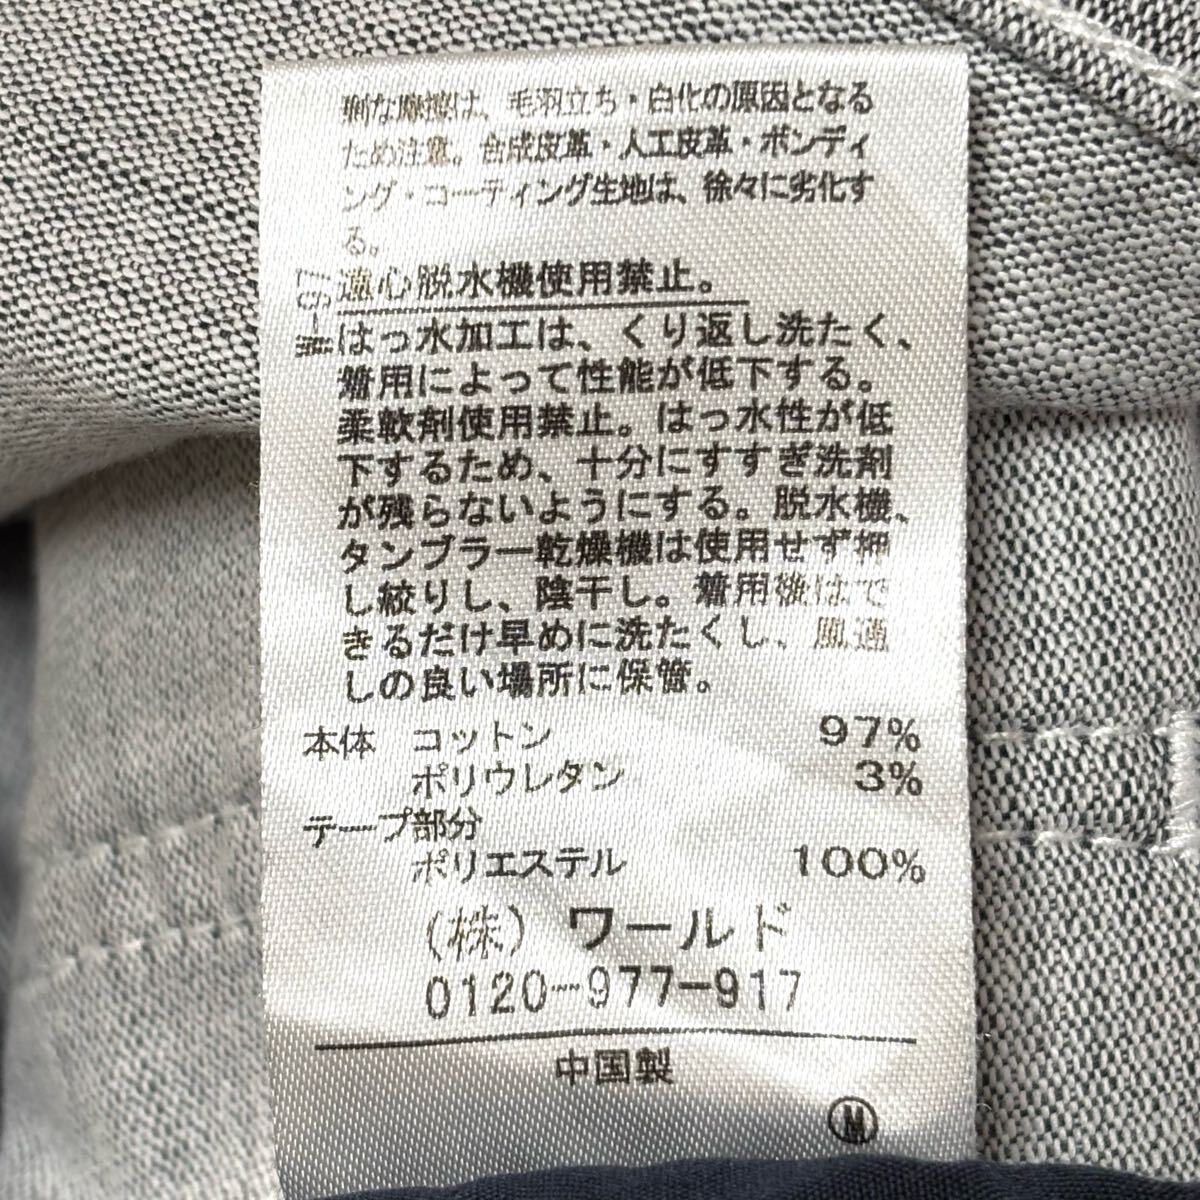 剰な摩擦は、毛羽立ち・白化の原因となる
ため注意。合成皮革・人工皮革・ボンディ
ング・コーティング生地は、徐々に劣化す
る。
遠心脱水機使用禁止。
はっ水加工は、くり返し洗たく、
着用によって性能が低下する。
柔軟剤使用禁止。はっ水性が低
下するため、十分にすすぎ洗剤
が残らないようにする。脱水機、
タンブラー乾燥機は使用せず押
し絞りし、陰干し。着用後はで
きるだけ早めに洗たくし、風通
しの良い場所に保管。
本体 コットン 97%
ポリウレタン 3%
テープ部分
ポリエステル 100%
(株) ワールド
0120-977-917
中国製
M